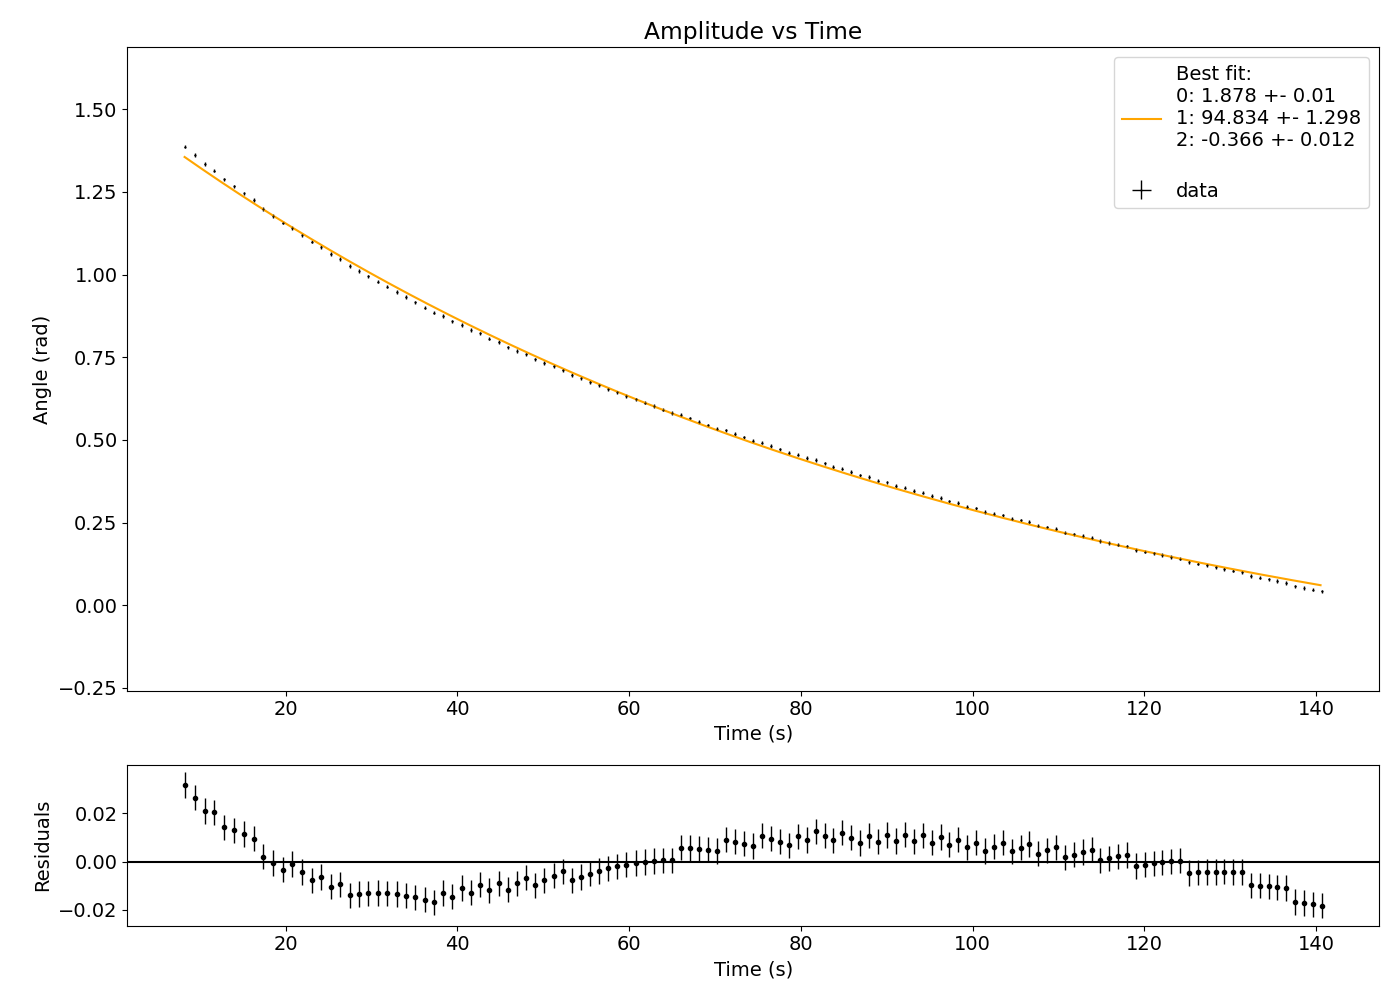 Amplitude vs Time
Best fit:
0: 1.878 +- 0.01
1: 94.834 +- 1.298
2: -0.366 +- 0.012
data
Angle (rad)
1.50
1.25
1.00
0.75
0.50
0.25
0.00
−0.25
20 40 60 80 100 120 140
Time (s)
Residuals
0.02
0.00
−0.02
20 40 60 80 100 120 140
Time (s)